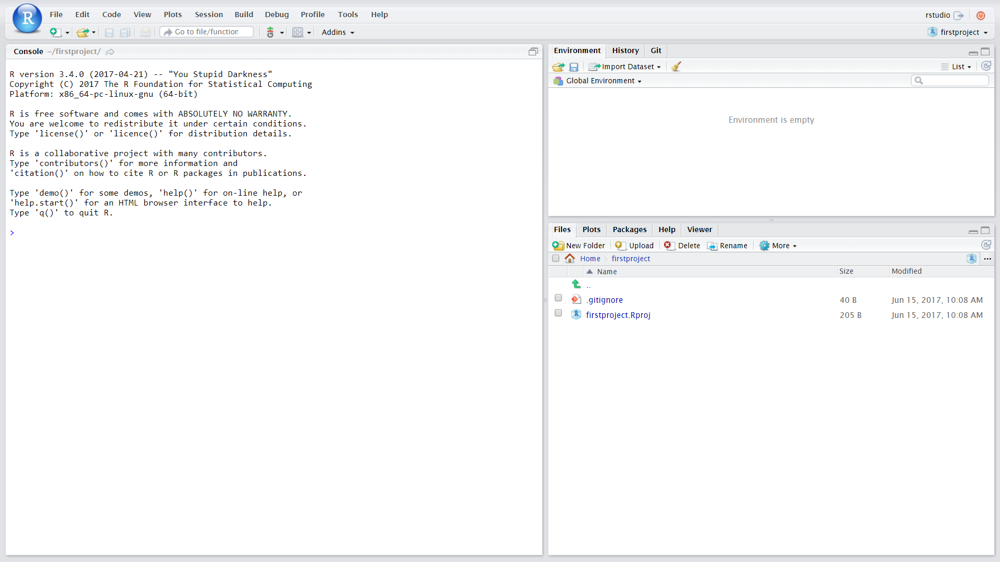 R File Edit Code View Plots Session Build Debug Profile Tools Help rstudio
Go to file/function Addins firstproject
Console ~/firstproject/
R version 3.4.0 (2017-04-21) -- "You Stupid Darkness"
Copyright (C) 2017 The R Foundation for Statistical Computing
Platform: x86_64-pc-linux-gnu (64-bit)
R is free software and comes with ABSOLUTELY NO WARRANTY.
You are welcome to redistribute it under certain conditions.
Type 'license()' or 'licence()' for distribution details.
R is a collaborative project with many contributors.
Type 'contributors()' for more information and
'citation()' on how to cite R or R packages in publications.
Type 'demo()' for some demos, 'help()' for on-line help, or
'help.start()' for an HTML browser interface to help.
Type 'q()' to quit R.
>
Environment History Git
Import Dataset List
Global Environment
Environment is empty
Files Plots Packages Help Viewer
New Folder Upload Delete Rename More
Home firstproject ...
Name Size Modified
..
.gitignore 40 B Jun 15, 2017, 10:08 AM
firstproject.Rproj 205 B Jun 15, 2017, 10:08 AM